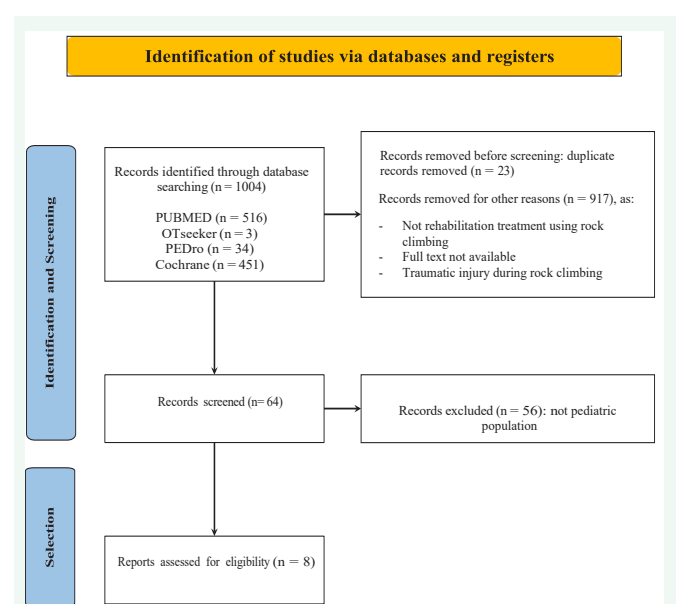 Identification of studies via databases and registers
Identification and Screening
Records identified through database
searching (n = 1004)
PUBMED (n = 516)
OTseeker (n = 3)
PEDro (n = 34)
Cochrane (n = 451)
Records removed before screening: duplicate
records removed (n = 23)
Records removed for other reasons (n = 917), as:
- Not rehabilitation treatment using rock
climbing
- Full text not available
- Traumatic injury during rock climbing
Records screened (n= 64)
Records excluded (n = 56): not pediatric
population
Selection
Reports assessed for eligibility (n = 8)